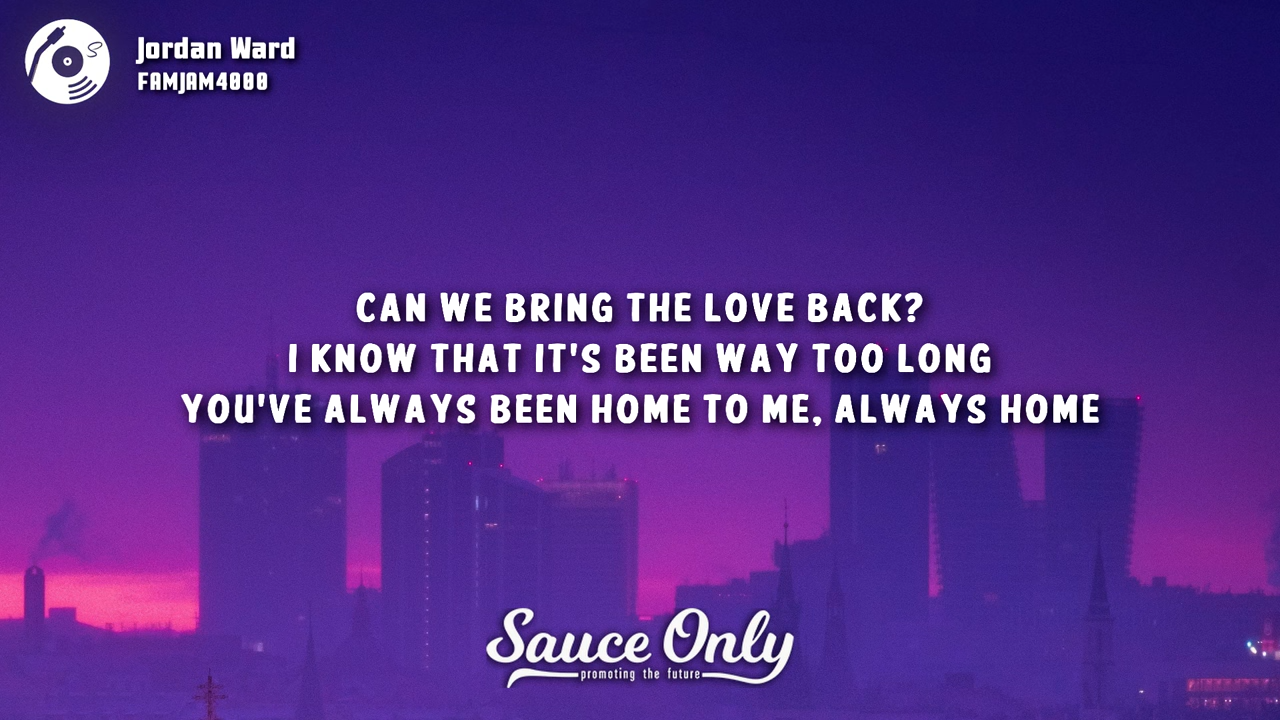 Jordan Ward
FAMJAM4000
CAN WE BRING THE LOVE BACK?
I KNOW THAT IT'S BEEN WAY TOO LONG
YOU'VE ALWAYS BEEN HOME TO ME, ALWAYS HOME
Sauce Only
promoting the future